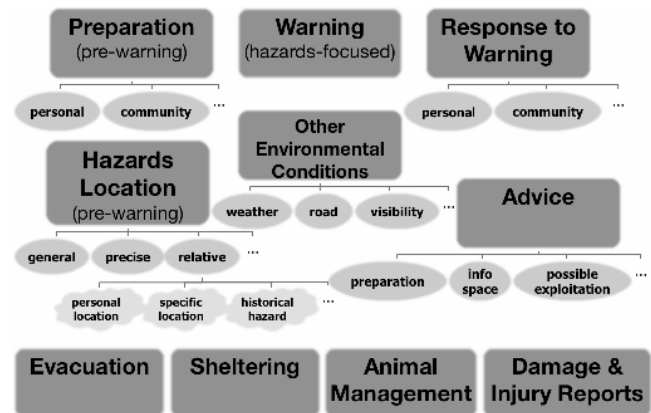 Preparation
(pre-warning)
Warning
(hazards-focused)
Response to
Warning
personal
community
...
personal
community
...
Other
Environmental
Conditions
Hazards
Location
(pre-warning)
Advice
weather
road
visibility
...
general
precise
relative
...
preparation
info
space
possible
exploitation
...
personal
location
specific
location
historical
hazard
...
Evacuation
Sheltering
Animal
Management
Damage &
Injury Reports